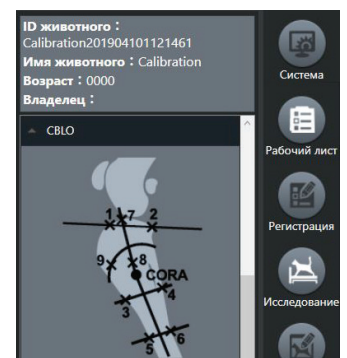 ID животного：
Calibration201904101121461
Имя животного：Calibration
Возраст：0000
Владелец：
CBLO
1 7 2
9 8
CORA
3 4
5 6
Система
Рабочий лист
Регистрация
Исследование